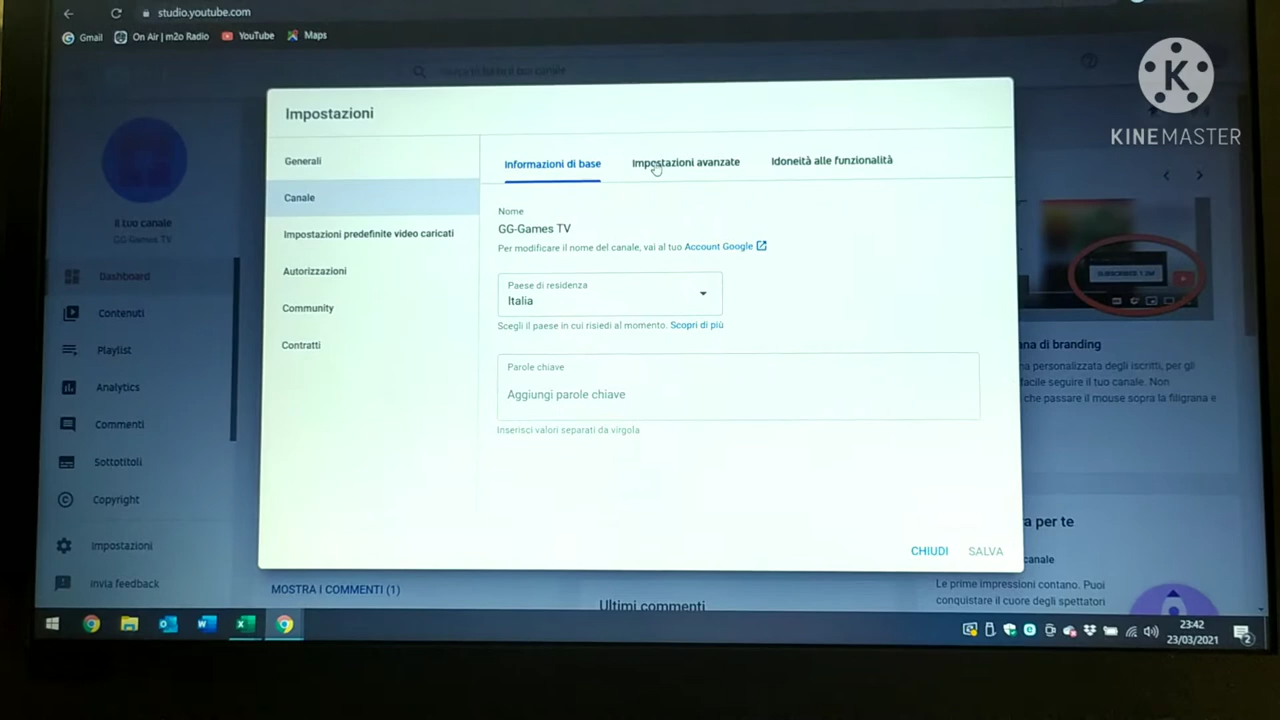 studio.youtube.com
Gmail
On Air | m2o Radio
YouTube
Maps
K
KINEMASTER
Impostazioni
Generali
Canale
Impostazioni predefinite video caricati
Autorizzazioni
Community
Contratti
Informazioni di base
Impostazioni avanzate
Idoneità alle funzionalità
Nome
GG-Games TV
Per modificare il nome del canale, vai al tuo Account Google
Paese di residenza
Italia
Scegli il paese in cui risiedi al momento. Scopri di più
Parole chiave
Aggiungi parole chiave
Inserisci valori separati da virgola
CHIUDI
SALVA
Il tuo canale
GG-Games TV
Dashboard
Contenuti
Playlist
Analytics
Commenti
Sottotitoli
Copyright
Impostazioni
Invia feedback
SUBSCRIBE 1.2M
ana di branding
na personalizzata degli iscritti, per gli
facile seguire il tuo canale. Non
che passare il mouse sopra la filigrana e
a per te
canale
Le prime impressioni contano. Puoi
conquistare il cuore degli spettatori
MOSTRA I COMMENTI (1)
Ultimi commenti
23:42
23/03/2021
2